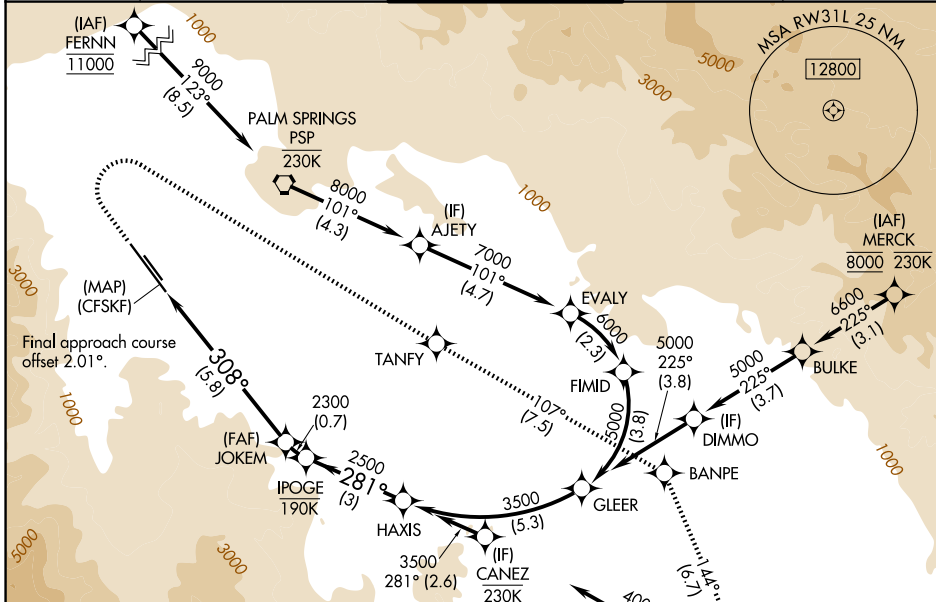 (IAF)
FERNN
11000
1000
9000
123°
(8.5)
PALM SPRINGS
PSP
230K
8000
101°
(4.3)
(IF)
AJETY
7000
101°
(4.7)
1000
3000
5000
MSA RW31L 25 NM
12800
(IAF)
MERCK
8000 230K
6600
225°
(3.1)
BULKE
5000
225°
(3.7)
(IF)
DIMMO
5000
225°
(3.8)
EVALY
6000
(2.3)
FIMID
5000
(3.8)
TANFY
107°
(7.5)
BANPE
144°
(6.7)
1000
GLEER
3500
(5.3)
3000
(MAP)
(CFSKF)
Final approach course
offset 2.01°.
308°
(5.8)
1000
2300
(0.7)
(FAF)
JOKEM
IPOGE
190K
2500
281°
(3)
HAXIS
3500
281° (2.6)
(IF)
CANEZ
230K
5000
3000